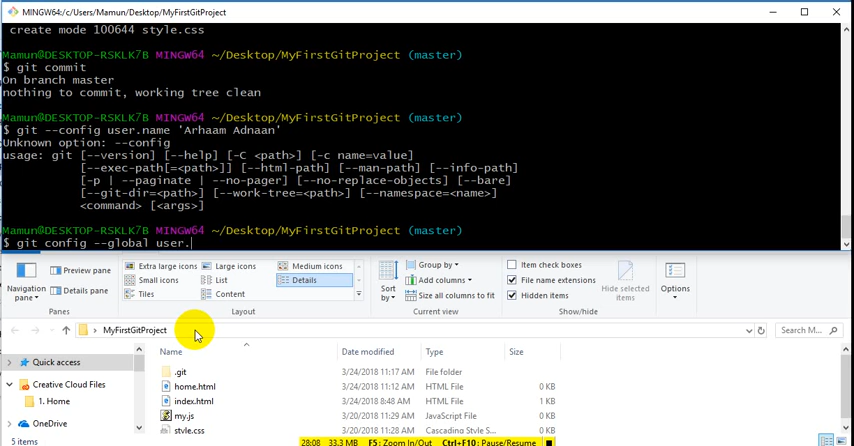 MINGW64:/c/Users/Mamun/Desktop/MyFirstGitProject
create mode 100644 style.css
Mamun@DESKTOP-RSKLK7B MINGW64 ~/Desktop/MyFirstGitProject (master)
$ git commit
On branch master
nothing to commit, working tree clean
Mamun@DESKTOP-RSKLK7B MINGW64 ~/Desktop/MyFirstGitProject (master)
$ git --config user.name 'Arhaam Adnaan'
Unknown option: --config
usage: git [--version] [--help] [-C <path>] [-c name=value]
[--exec-path[=<path>]] [--html-path] [--man-path] [--info-path]
[-p | --paginate | --no-pager] [--no-replace-objects] [--bare]
[--git-dir=<path>] [--work-tree=<path>] [--namespace=<name>]
<command> [<args>]
Mamun@DESKTOP-RSKLK7B MINGW64 ~/Desktop/MyFirstGitProject (master)
$ git config --global user.
Navigation pane
Preview pane
Details pane
Panes
Extra large icons
Large icons
Medium icons
Small icons
List
Details
Tiles
Content
Layout
Sort by
Group by
Add columns
Size all columns to fit
Current view
Item check boxes
File name extensions
Hidden items
Hide selected items
Show/hide
Options
MyFirstGitProject
Search M...
Quick access
Creative Cloud Files
1. Home
OneDrive
Name Date modified Type Size
.git 3/24/2018 11:17 AM File folder
home.html 3/24/2018 11:12 AM HTML File 0 KB
index.html 3/24/2018 8:48 AM HTML File 1 KB
my.js 3/24/2018 11:29 AM JavaScript File 0 KB
style.css 3/20/2018 11:20 AM Cascading Style S... 0 KB
5 items
28:08 33.3 MB F5: Zoom In/Out Ctrl+F10: Pause/Resume